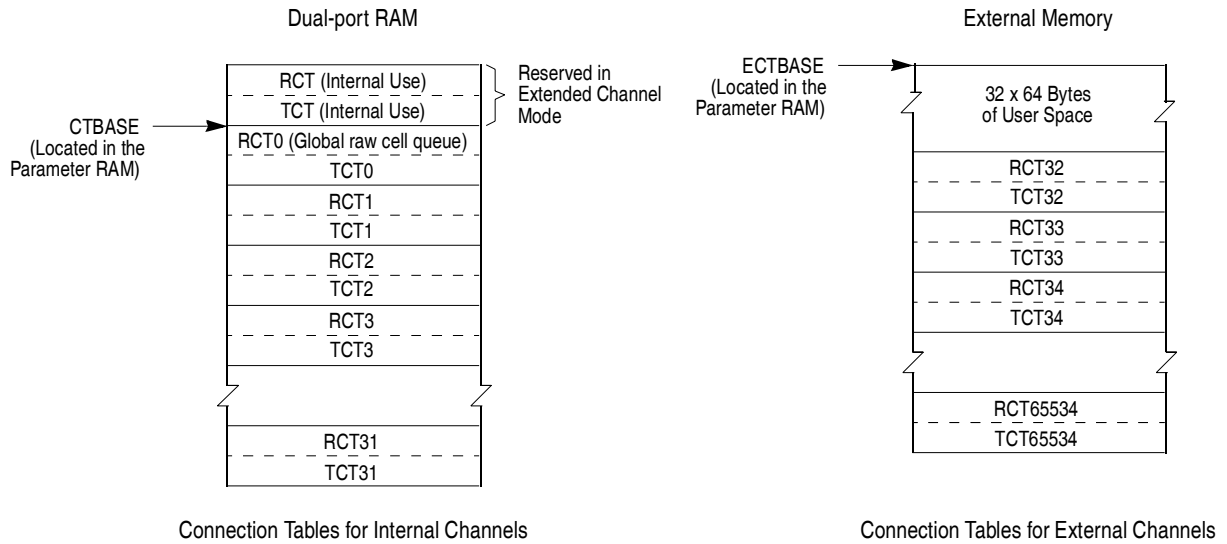 Dual-port RAM
RCT (Internal Use)
TCT (Internal Use)
Reserved in
Extended Channel
Mode
CTBASE
(Located in the
Parameter RAM)
RCT0 (Global raw cell queue)
TCT0
RCT1
TCT1
RCT2
TCT2
RCT3
TCT3
RCT31
TCT31
Connection Tables for Internal Channels
External Memory
ECTBASE
(Located in the
Parameter RAM)
32 x 64 Bytes
of User Space
RCT32
TCT32
RCT33
TCT33
RCT34
TCT34
RCT65534
TCT65534
Connection Tables for External Channels